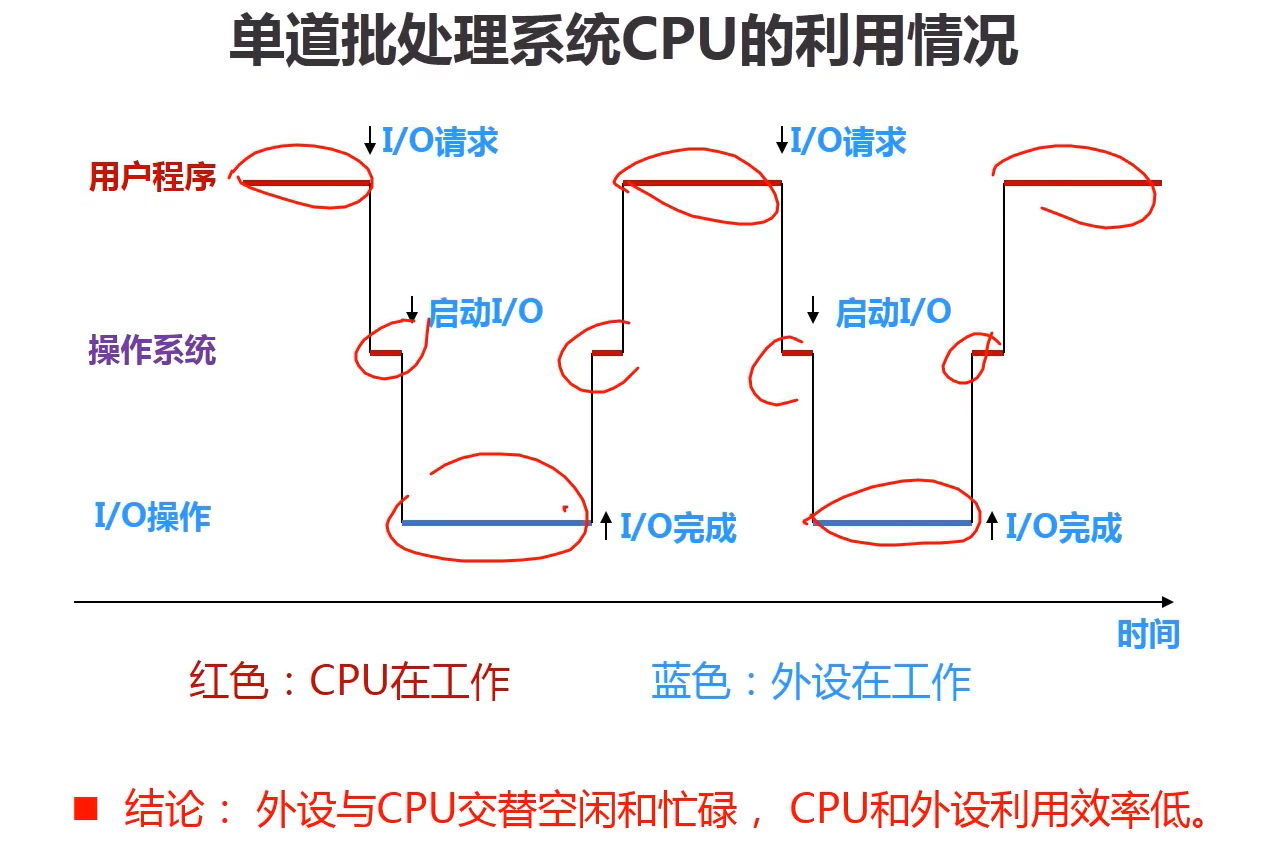 单道批处理系统CPU的利用情况
I/O请求
I/O请求
用户程序
启动I/O
启动I/O
操作系统
I/O操作
I/O完成
I/O完成
时间
红色：CPU在工作
蓝色：外设在工作
■ 结论： 外设与CPU交替空闲和忙碌， CPU和外设利用效率低。